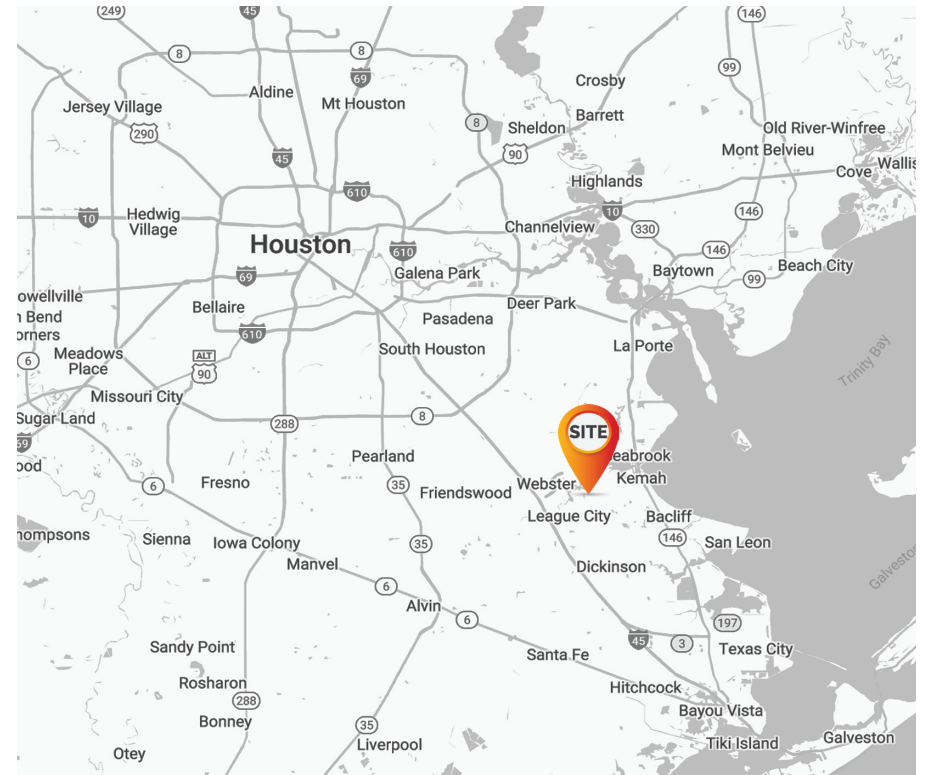 249
45
146
8
8
69
99
Crosby
Aldine
Mt Houston
Jersey Village
Barrett
8
Sheldon
290
Old River-Winfree
90
Mont Belvieu
45
Wallis
Cove
Highlands
610
10
Hedwig
Village
10
146
Channelview
330
Houston
610
146
Galena Park
Baytown
Beach City
69
99
owellville
Bellaire
Deer Park
n Bend
Pasadena
orners
610
La Porte
South Houston
Meadows
Place
6
ALT
90
Trinity Bay
Missouri City
Sugar Land
8
288
SITE
69
ood
Pearland
eabrook
Kemah
6
Fresno
35
Friendswood
Webster
League City
Bacliff
hompsons
Sienna
Iowa Colony
35
146
San Leon
Manvel
Dickinson
Galveston
6
Alvin
6
197
45
3
Sandy Point
Santa Fe
Texas City
Rosharon
Hitchcock
288
Bayou Vista
Bonney
35
Otey
Liverpool
Tiki Island
Galveston